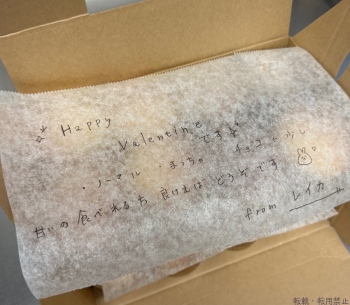 Happy
Valentine ですよ
・ノーマル ・まっちゃ チョコ
甘いの食べれるなら 良ければどうぞです
from レイカ
転載・転用禁止